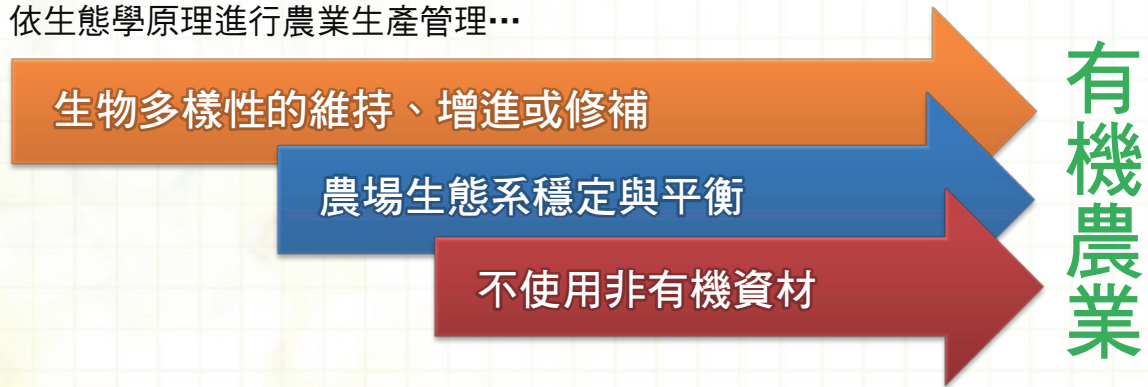 依生態學原理進行農業生產管理…
生物多樣性的維持、增進或修補
農場生態系穩定與平衡
不使用非有機資材
有機農業